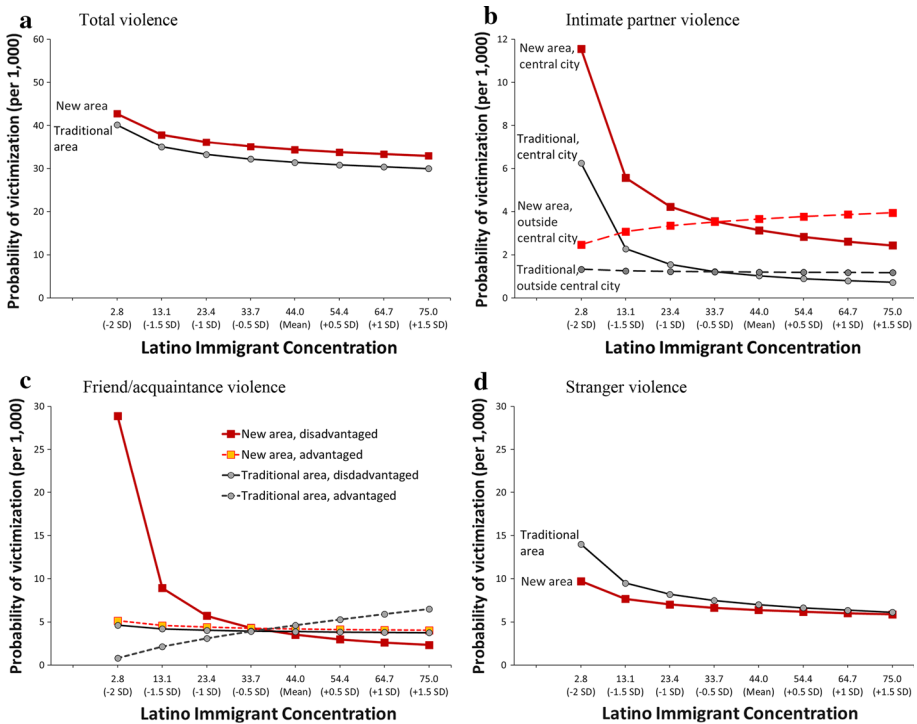 a
Total violence
Probability of victimization (per 1,000)
60
50
40
30
20
10
0
New area
Traditional
area
2.8 13.1 23.4 33.7 44.0 54.4 64.7 75.0
(-2 SD) (-1.5 SD) (-1 SD) (-0.5 SD) (Mean) (+0.5 SD) (+1 SD) (+1.5 SD)
Latino Immigrant Concentration
b
Intimate partner violence
Probability of victimization (per 1,000)
12
10
8
6
4
2
0
New area,
central city
Traditional,
central city
New area,
outside
central city
Traditional,
outside central city
2.8 13.1 23.4 33.7 44.0 54.4 64.7 75.0
(-2 SD) (-1.5 SD) (-1 SD) (-0.5 SD) (Mean) (+0.5 SD) (+1 SD) (+1.5 SD)
Latino Immigrant Concentration
c
Friend/acquaintance violence
Probability of victimization (per 1,000)
30
25
20
15
10
5
0
New area, disadvantaged
New area, advantaged
Traditional area, disdadvantaged
Traditional area, advantaged
2.8 13.1 23.4 33.7 44.0 54.4 64.7 75.0
(-2 SD) (-1.5 SD) (-1 SD) (-0.5 SD) (Mean) (+0.5 SD) (+1 SD) (+1.5 SD)
Latino Immigrant Concentration
d
Stranger violence
Probability of victimization (per 1,000)
30
25
20
15
10
5
0
Traditional
area
New area
2.8 13.1 23.4 33.7 44.0 54.4 64.7 75.0
(-2 SD) (-1.5 SD) (-1 SD) (-0.5 SD) (Mean) (+0.5 SD) (+1 SD) (+1.5 SD)
Latino Immigrant Concentration